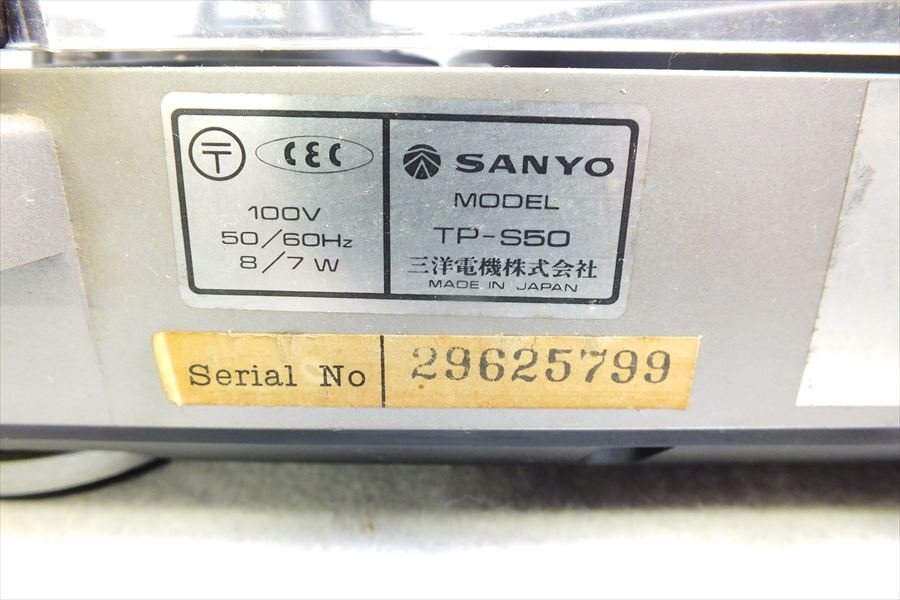 〒 CEC
100V
50/60Hz
8/7 W
SANYO
MODEL
TP-S50
三洋電機株式会社
MADE IN JAPAN
Serial No 29625799